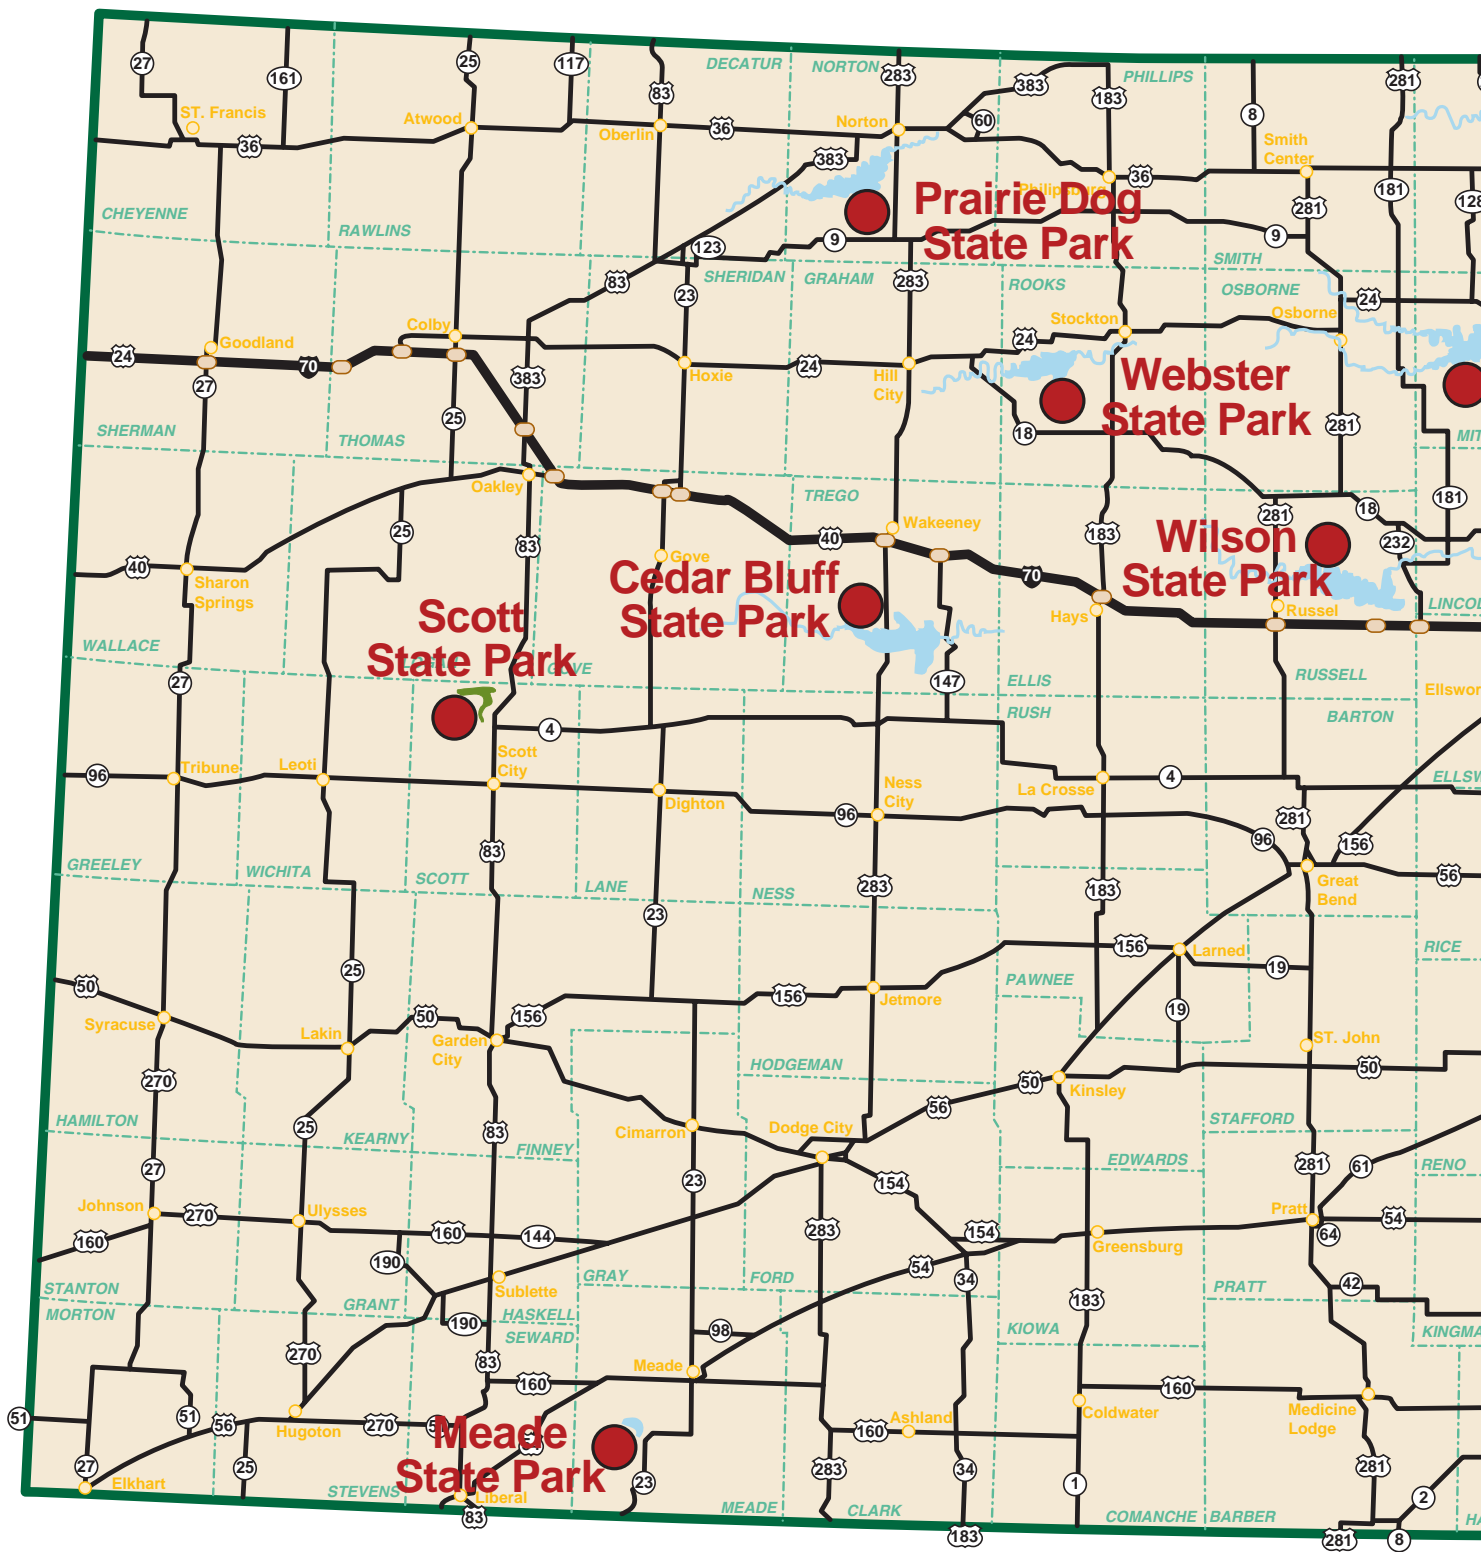 27
161
25
117
83
DECATUR
NORTON
283
383
183
PHILLIPS
281
8
60
ST. Francis
36
Atwood
Oberlin
36
Norton
383
Smith
Center
Philipsburg
36
181
128
281
Prairie Dog
State Park
CHEYENNE
RAWLINS
123
9
9
SMITH
83
SHERIDAN
GRAHAM
283
ROOKS
OSBORNE
23
24
Goodland
Colby
Stockton
24
Osborne
24
70
27
383
Hoxie
24
Hill
City
Webster
State Park
25
18
281
SHERMAN
THOMAS
MIT
Oakley
TREGO
181
25
Wakeeney
183
281
18
83
40
Wilson
State Park
232
40
Gove
Sharon
Springs
Cedar Bluff
State Park
70
Hays
Russel
LINCOL
Scott
State Park
WALLACE
LOGAN
GOVE
27
147
ELLIS
RUSSELL
RUSH
BARTON
Ellswor
4
Scott
City
96
Tribune
Leoti
Dighton
Ness
City
La Crosse
4
ELLSW
96
281
83
96
156
GREELEY
WICHITA
SCOTT
LANE
NESS
283
183
Great
Bend
56
23
156
Larned
RICE
25
PAWNEE
19
50
156
Jetmore
19
Syracuse
Lakin
50
Garden
City
156
ST. John
270
HODGEMAN
50
Kinsley
50
56
HAMILTON
25
KEARNY
83
FINNEY
Cimarron
Dodge City
STAFFORD
27
23
154
EDWARDS
281
61
RENO
Johnson
270
Ulysses
160
144
283
154
Greensburg
Pratt
64
54
160
190
54
34
STANTON
MORTON
GRANT
Sublette
HASKELL
SEWARD
GRAY
FORD
PRATT
42
190
183
98
KIOWA
KINGMA
270
83
Meade
160
160
51
51
56
Hugoton
270
Meade
State Park
160
Ashland
Coldwater
Medicine
Lodge
27
25
Elkhart
STEVENS
Liberal
83
23
MEADE
283
CLARK
34
183
1
COMANCHE
BARBER
281
2
281
8
HA